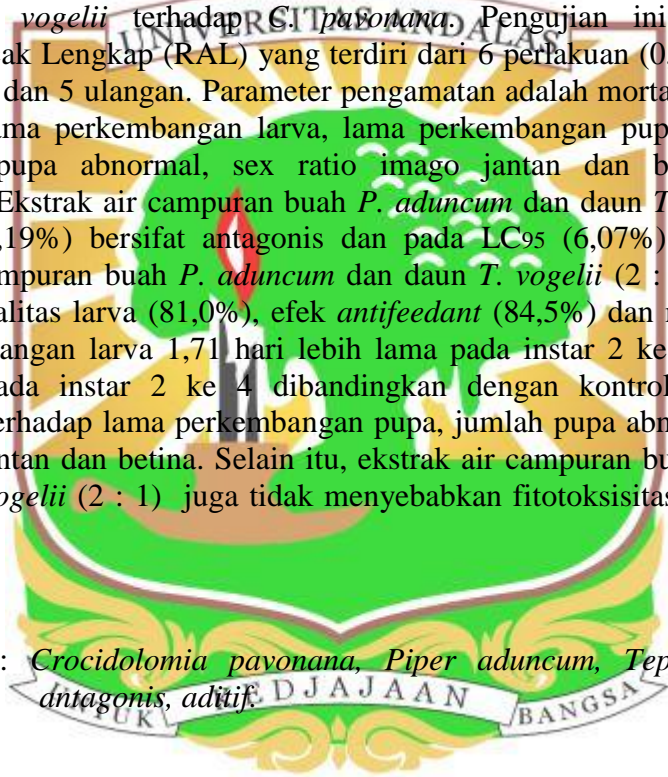 vogelii terhadap C. pavonana. Pengujian ini
UNIVERSITAS ANDALAS
ak Lengkap (RAL) yang terdiri dari 6 perlakuan (0
dan 5 ulangan. Parameter pengamatan adalah morta
ama perkembangan larva, lama perkembangan pup
pupa abnormal, sex ratio imago jantan dan b
Ekstrak air campuran buah P. aduncum dan daun T
,19%) bersifat antagonis dan pada LC95 (6,07%)
mpuran buah P. aduncum dan daun T. vogelii (2 :
alitas larva (81,0%), efek antifeedant (84,5%) dan
angan larva 1,71 hari lebih lama pada instar 2 ke
ada instar 2 ke 4 dibandingkan dengan kontrol
erhadap lama perkembangan pupa, jumlah pupa abn
ntan dan betina. Selain itu, ekstrak air campuran bu
ogelii (2 : 1) juga tidak menyebabkan fitotoksisitas
: Crocidolomia pavonana, Piper aduncum, Tep
antagonis, aditif.
UNTUK KEDJAJAAN BANGSA